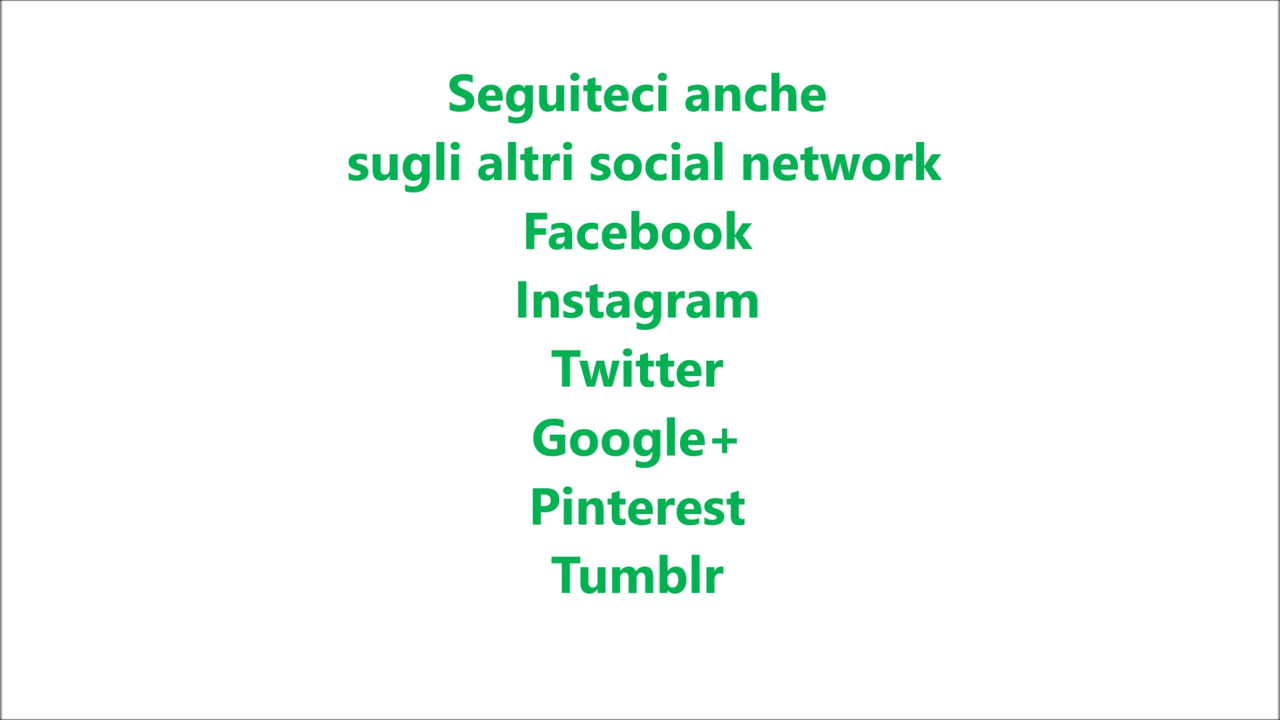 Seguiteci anche
sugli altri social network
Facebook
Instagram
Twitter
Google+
Pinterest
Tumblr